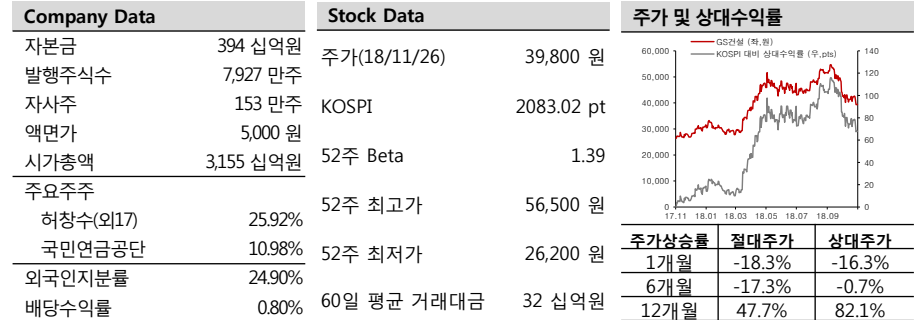 Company Data
자본금 394 십억원
발행주식수 7,927 만주
자사주 153 만주
액면가 5,000 원
시가총액 3,155 십억원
주요주주
허창수(외17) 25.92%
국민연금공단 10.98%
외국인지분률 24.90%
배당수익률 0.80%
Stock Data
주가(18/11/26) 39,800 원
KOSPI 2083.02 pt
52주 Beta 1.39
52주 최고가 56,500 원
52주 최저가 26,200 원
60일 평균 거래대금 32 십억원
주가 및 상대수익률
GS건설 (좌,원)
KOSPI 대비 상대수익률 (우,pts)
60,000 140
120
50,000
100
40,000
80
30,000
60
20,000
40
10,000
20
0
17.11 18.01 18.03 18.05 18.07 18.09
주가상승률 절대주가 상대주가
1개월 -18.3% -16.3%
6개월 -17.3% -0.7%
12개월 47.7% 82.1%